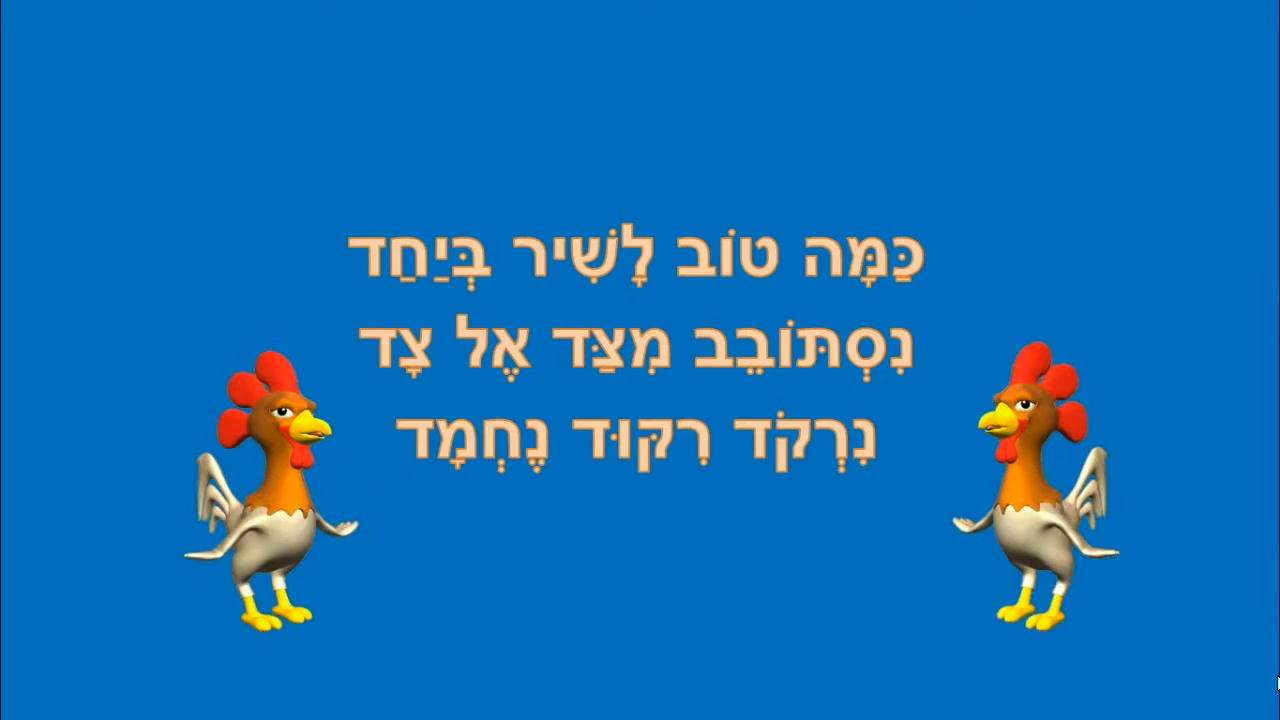 כַּמָּה טוֹב לָשִׁיר בְּיַחַד
נִסְתּוֹבֵב מִצַּד אֶל צָד
נִרְקֹד רִקּוּד נֶחְמָד